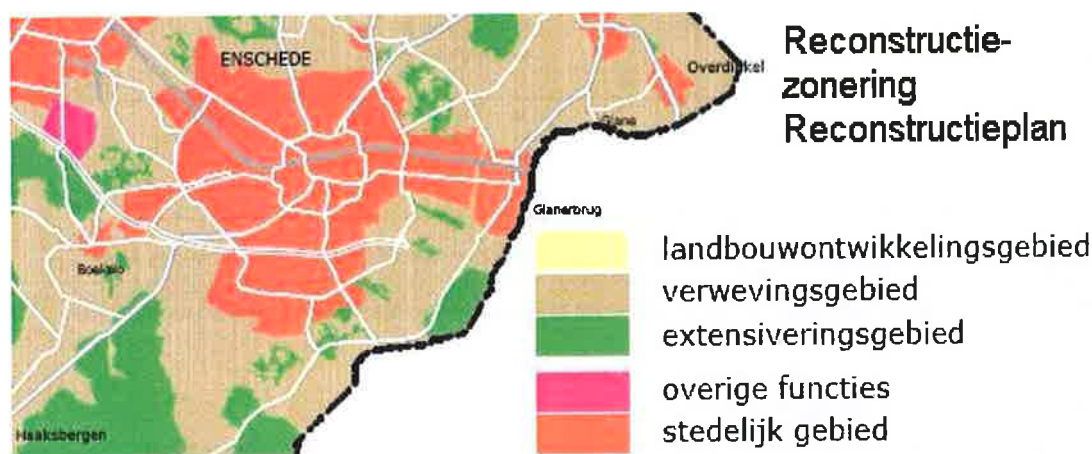 Reconstructie-
zonering
Reconstructieplan
ENSCHEDE
Overdinkel
Glane
Glanerbrug
Boekelo
Haaksbergen
landbouwontwikkelingsgebied
verwevingsgebied
extensiveringsgebied
overige functies
stedelijk gebied